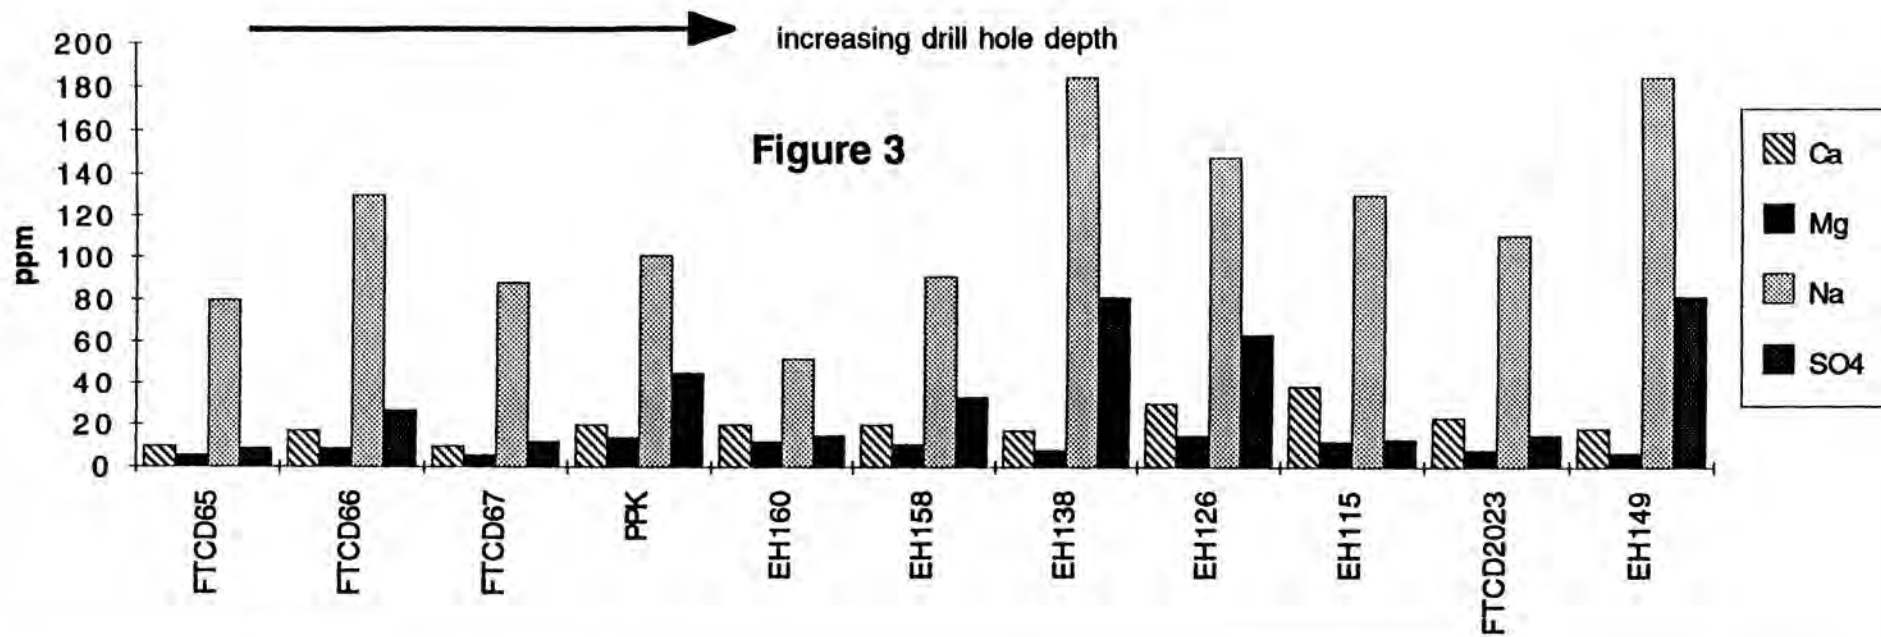 increasing drill hole depth
Figure 3
ppm
200
180
160
140
120
100
80
60
40
20
0
FTCD65
FTCD66
FTCD67
PPK
EH160
EH158
EH138
EH126
EH115
FTCD2023
EH149
Ca
Mg
Na
SO4